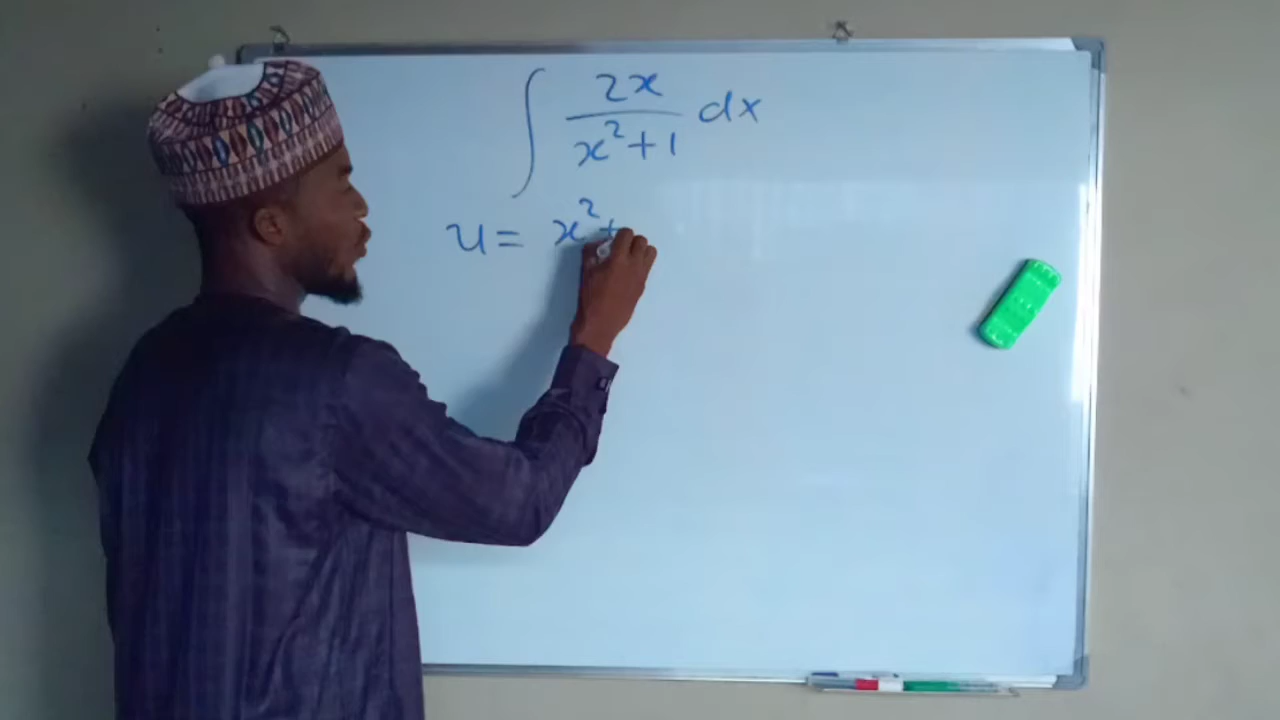 ∫ 2x / x²+1 dx
u = x²+